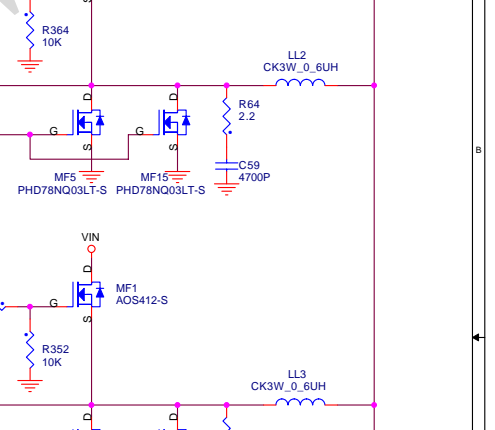 S
R364
10K
LL2
CK3W_0_6UH
D
D
R64
2.2
G
G
B
S
S
C59
4700P
MF5
MF15
PHD78NQ03LT-S
PHD78NQ03LT-S
VIN
D
MF1
AOS412-S
G
S
R352
10K
LL3
CK3W_0_6UH
D
D